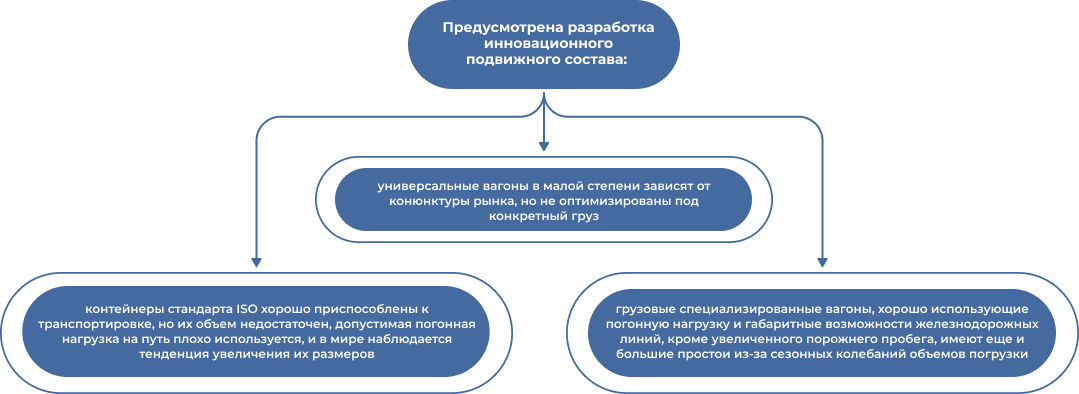 Предусмотрена разработка
инновационного
подвижного состава:
универсальные вагоны в малой степени зависят от
конюнктуры рынка, но не оптимизированы под
конкретный груз
контейнеры стандарта ISO хорошо приспособлены к
транспортировке, но их объем недостаточен, допустимая погонная
нагрузка на путь плохо используется, и в мире наблюдается
тенденция увеличения их размеров
грузовые специализированные вагоны, хорошо использующие
погонную нагрузку и габаритные возможности железнодорожных
линий, кроме увеличенного порожнего пробега, имеют еще и
большие простои из-за сезонных колебаний объемов погрузки